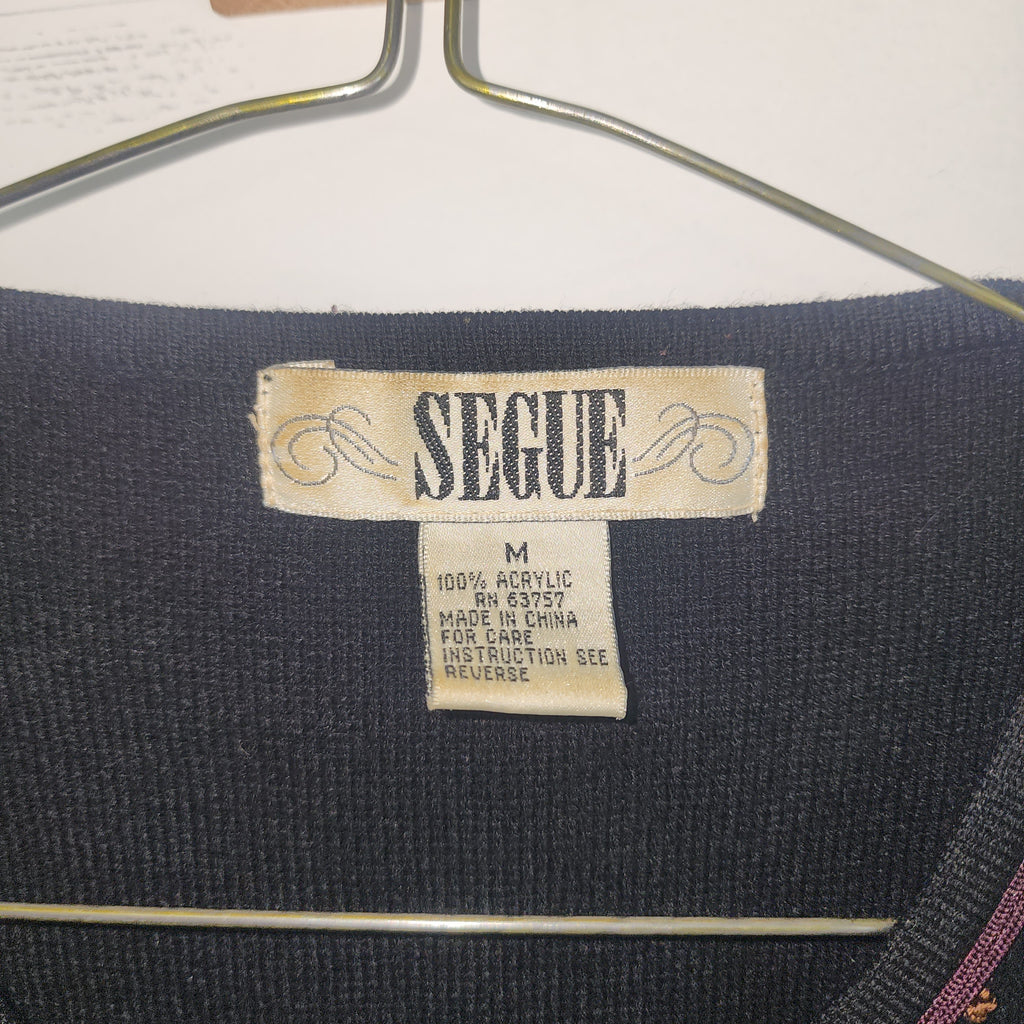 SEGUE
M
100% ACRYLIC
RN 63757
MADE IN CHINA
FOR CARE
INSTRUCTION SEE
REVERSE